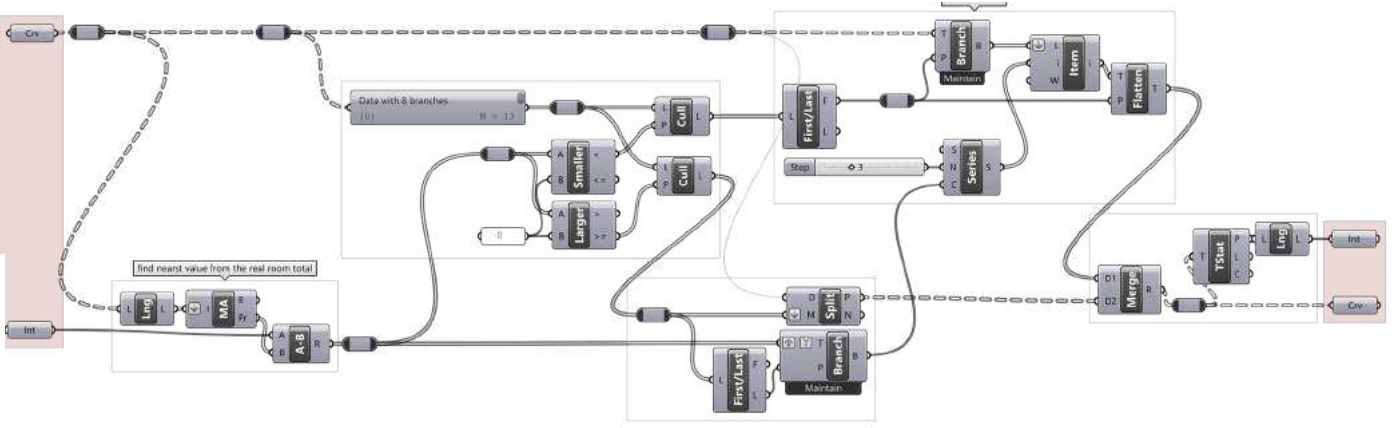 Crv
Data with 8 branches
{0} N = 13
L
P
Cull
L
A
B
Smaller
<
<=
L
P
Cull
L
A
B
Larger
>
>=
0
L
First/Last
F
L
T
P
Branch
B
Maintain
L
i
W
Item
i
T
P
Flatten
T
Step
3
S
N
C
Series
S
find nearst value from the real room total
L
Lng
L
I
MA
R
Pr
Int
A
B
A-B
R
D
M
Split
P
N
T
P
Branch
B
Maintain
L
First/Last
F
L
D1
D2
Merge
R
T
TStat
P
L
C
L
Lng
L
Int
Crv